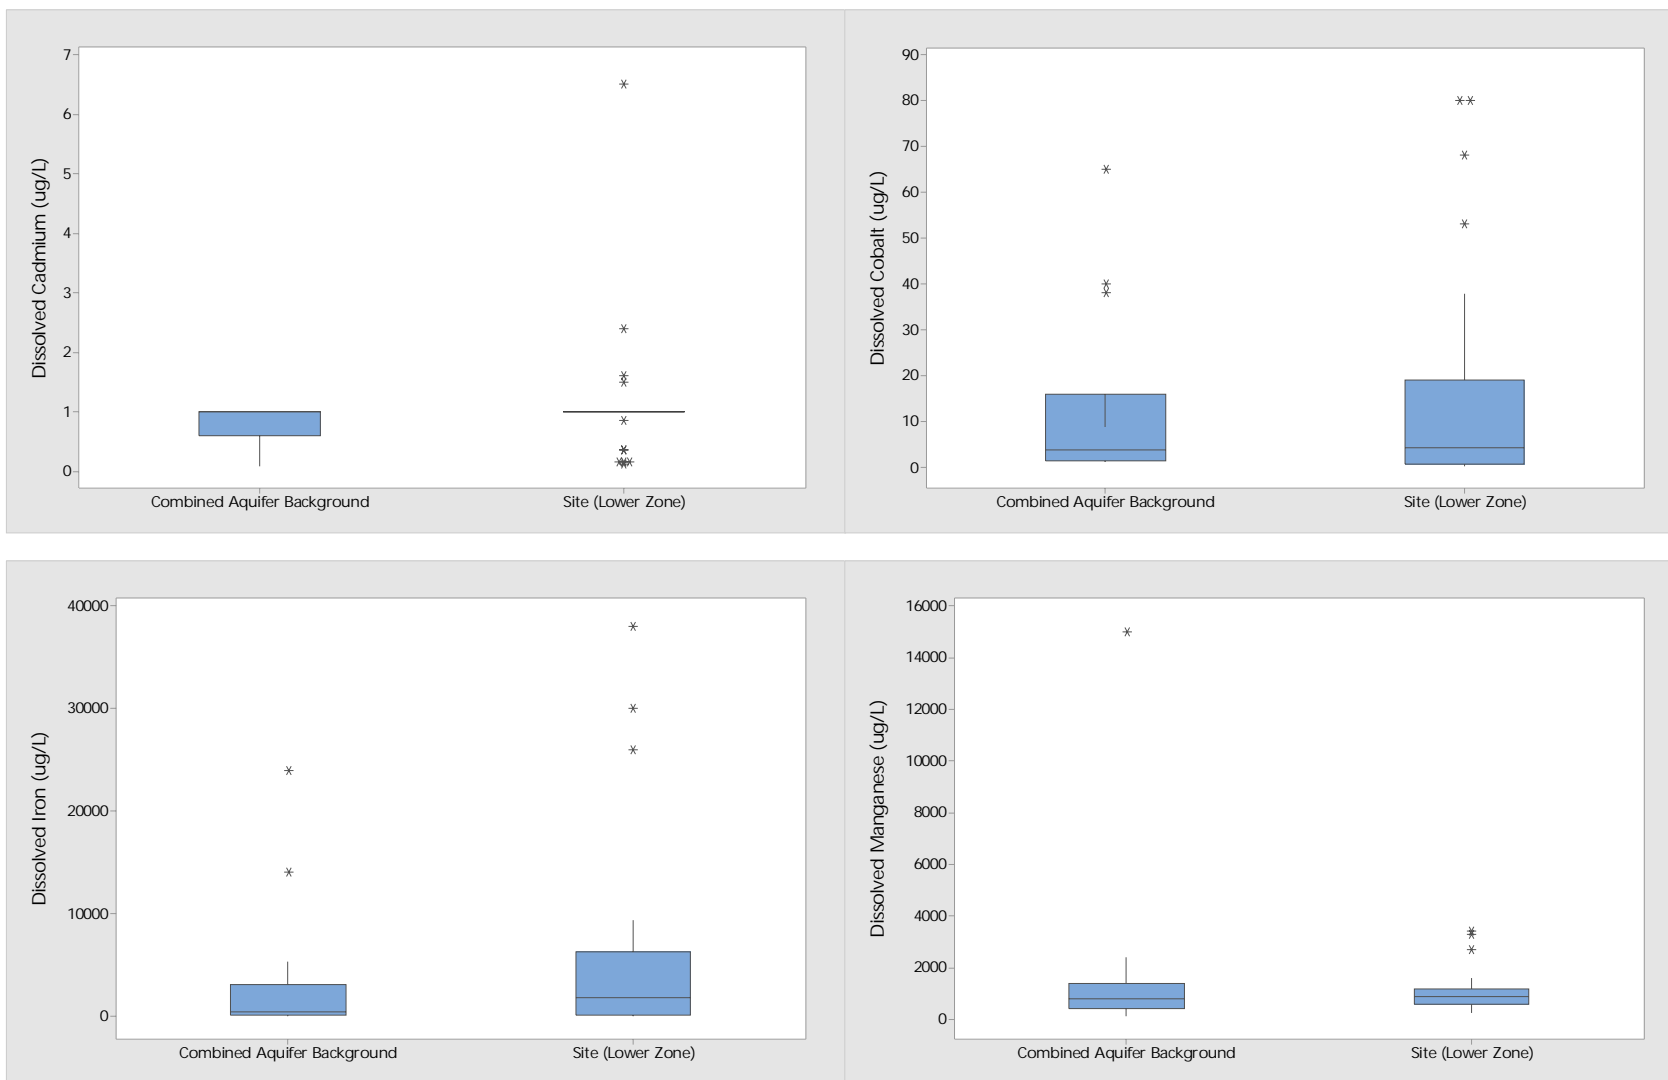 Dissolved Cadmium (ug/L)
7
6
5
4
3
2
1
0
Combined Aquifer Background
Site (Lower Zone)
Dissolved Cobalt (ug/L)
90
80
70
60
50
40
30
20
10
0
Combined Aquifer Background
Site (Lower Zone)
Dissolved Iron (ug/L)
40000
30000
20000
10000
0
Combined Aquifer Background
Site (Lower Zone)
Dissolved Manganese (ug/L)
16000
14000
12000
10000
8000
6000
4000
2000
0
Combined Aquifer Background
Site (Lower Zone)